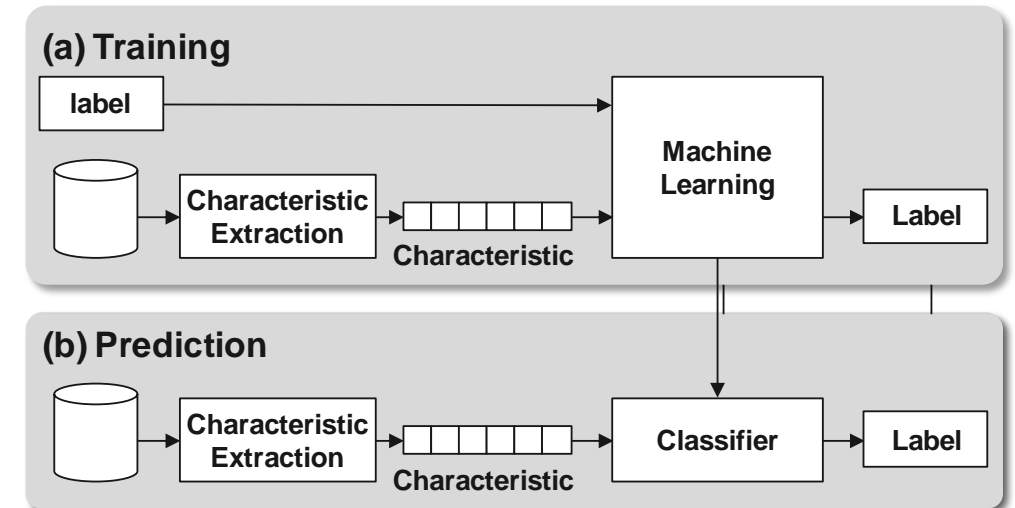 (a) Training
label
Machine
Learning
Characteristic
Extraction
Characteristic
Label
(b) Prediction
Characteristic
Extraction
Characteristic
Classifier
Label